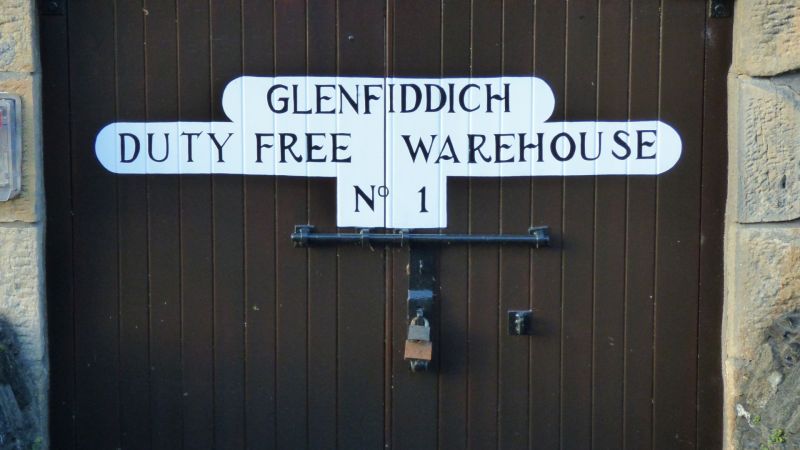 GLENFIDDICH
DUTY FREE WAREHOUSE
Nº 1